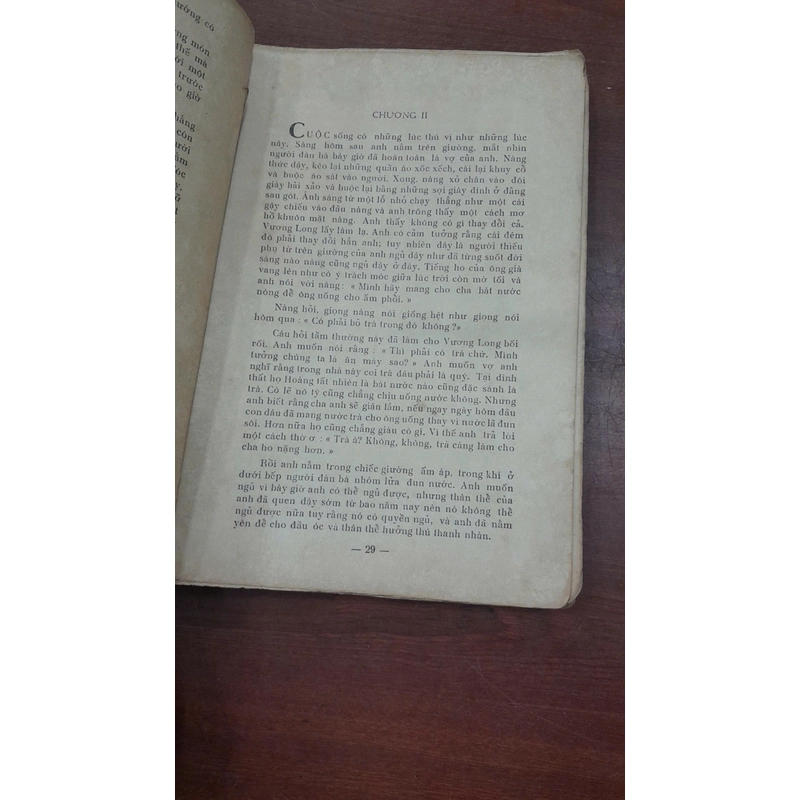 ưởng có
ng món
thế mà
ới một
trước
o giờ
hẳng
còn
ười
ắm
óc
y.
ỡ
t
CHƯƠNG II
CUỘC sống có những lúc thú vị như những lúc
này. Sáng hôm sau anh nằm trên giường, mắt nhìn
người đàn bà bây giờ đã hoàn toàn là vợ của anh. Nàng
thức dậy, kéo lại những quần áo xốc xếch, cài lại khuy cổ
và buộc áo sát vào người. Xong, nàng xỏ chân vào đôi
giày hải xảo và buộc lại bằng những sợi giây dính ở đằng
sau gót. Ánh sáng từ một lỗ nhỏ chạy thẳng như một cái
gậy chiếu vào đầu nàng và anh trông thấy một cách mơ
hồ khuôn mặt nàng. Anh thấy không có gì thay đổi cả.
Vương Long lấy làm lạ. Anh có cảm tưởng rằng cái đêm
đó phải thay đổi hẳn anh; tuy nhiên đây là người thiếu
phụ từ trên giường của anh ngủ dậy như đã từng suốt đời
sáng nào nàng cũng ngủ dậy ở đây. Tiếng ho của ông già
vang lên như có ý trách móc giữa lúc trời còn mờ tối và
anh nói với nàng: « Mình hãy mang cho cha bát nước
nóng để ông uống cho ấm phổi. »
Nàng hỏi, giọng nàng nói giống hệt như giọng nói
hôm qua : « Có phải bỏ trà trong đó không ?»
Câu hỏi tầm thường này đã làm cho Vương Long bối
rối. Anh muốn nói rằng : « Thì phải có trà chứ. Mình
tưởng chúng ta là ăn mày sao? » Anh muốn vợ anh
nghĩ rằng trong nhà này coi trà đâu phải là quý. Tại dinh
thất họ Hoàng tất nhiên là bát nước nào cũng đặc sánh là
trà. Có lẽ nô tỳ cũng chẳng chịu uống nước không. Nhưng
anh biết rằng cha anh sẽ giận lắm, nếu ngay ngày hôm đầu
con dâu đã mang nước trà cho ông uống thay vì nước lã đun
sôi. Hơn nữa họ cũng chẳng giàu có gì. Vì thế anh trả lời
một cách thờ ơ : « Trà à? Không, không, trà càng làm cho
cha ho nặng hơn. »
Rồi anh nằm trong chiếc giường ấm áp, trong khi ở
dưới bếp người đàn bà nhóm lửa đun nước. Anh muốn
ngủ vì bây giờ anh có thể ngủ được, nhưng thân thể của
anh đã quen dậy sớm từ bao năm nay nên nó không thể
ngủ được nữa tuy rằng nó có quyền ngủ, và anh đã nằm
yên để cho đầu óc và thân thể hưởng thú thanh nhàn.
— 29 —